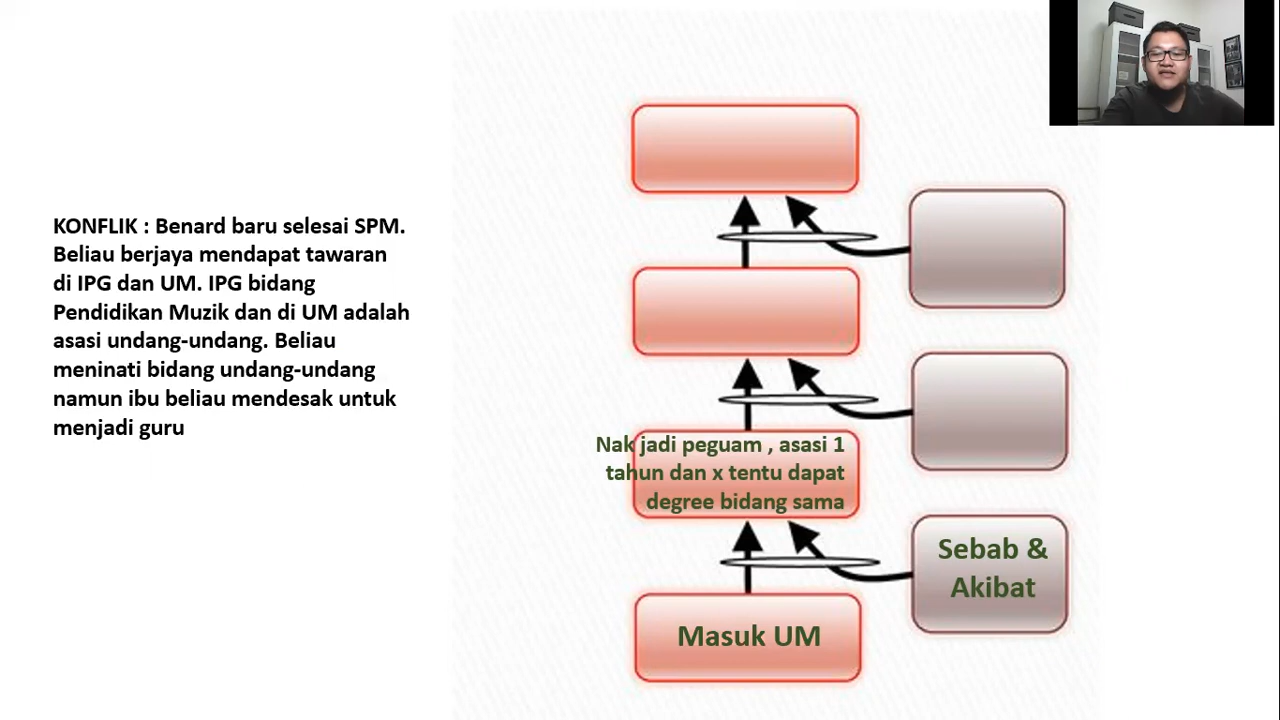 KONFLIK : Benard baru selesai SPM.
Beliau berjaya mendapat tawaran
di IPG dan UM. IPG bidang
Pendidikan Muzik dan di UM adalah
asasi undang-undang. Beliau
meninati bidang undang-undang
namun ibu beliau mendesak untuk
menjadi guru
Nak jadi peguam , asasi 1
tahun dan x tentu dapat
degree bidang sama
Sebab &
Akibat
Masuk UM